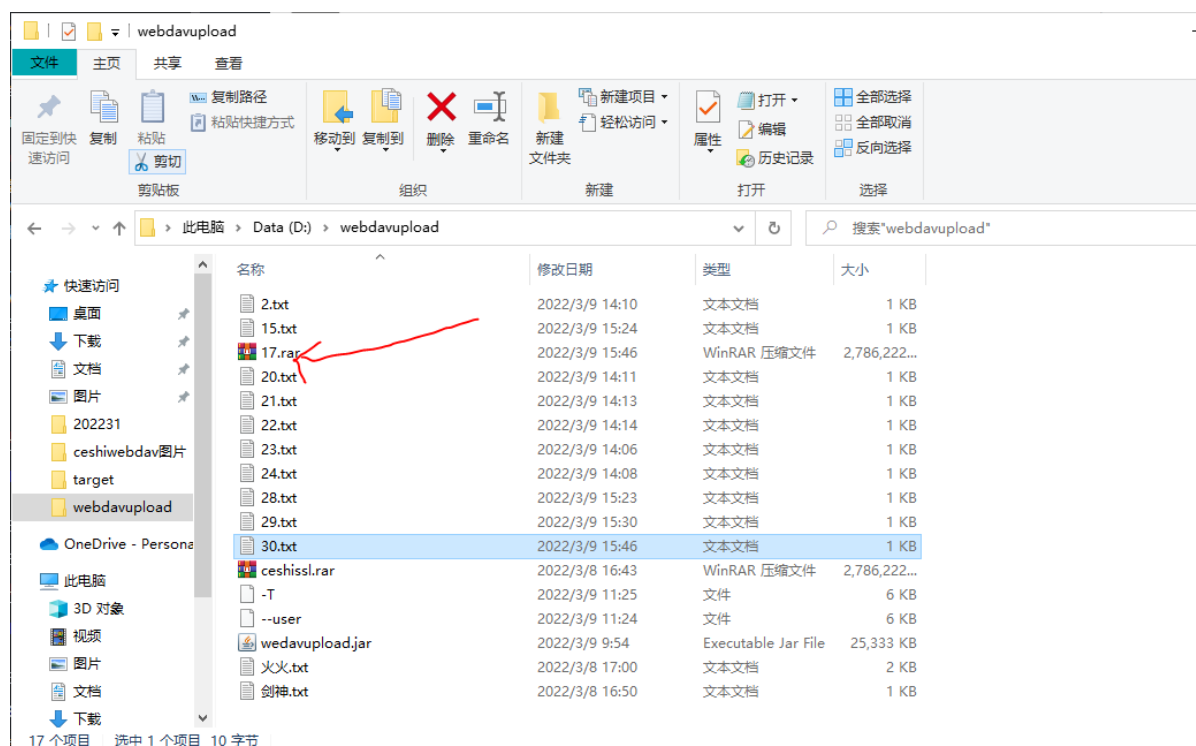 webdavupload
文件 主页 共享 查看
固定到快速访问 复制 粘贴 复制路径 粘贴快捷方式 剪切
移动到 复制到 删除 重命名
新建文件夹 新建项目 轻松访问
属性 打开 编辑 历史记录
全部选择 全部取消 反向选择
剪贴板 组织 新建 打开 选择
此电脑 › Data (D:) › webdavupload 搜索"webdavupload"
快速访问
桌面
下载
文档
图片
202231
ceshiwebdav图片
target
webdavupload
OneDrive - Persona
此电脑
3D 对象
视频
图片
文档
下载
名称 修改日期 类型 大小
2.txt 2022/3/9 14:10 文本文档 1 KB
15.txt 2022/3/9 15:24 文本文档 1 KB
17.rar 2022/3/9 15:46 WinRAR 压缩文件 2,786,222...
20.txt 2022/3/9 14:11 文本文档 1 KB
21.txt 2022/3/9 14:13 文本文档 1 KB
22.txt 2022/3/9 14:14 文本文档 1 KB
23.txt 2022/3/9 14:06 文本文档 1 KB
24.txt 2022/3/9 14:08 文本文档 1 KB
28.txt 2022/3/9 15:23 文本文档 1 KB
29.txt 2022/3/9 15:30 文本文档 1 KB
30.txt 2022/3/9 15:46 文本文档 1 KB
ceshissl.rar 2022/3/8 16:43 WinRAR 压缩文件 2,786,222...
-T 2022/3/9 11:25 文件 6 KB
--user 2022/3/9 11:24 文件 6 KB
wedavupload.jar 2022/3/9 9:54 Executable Jar File 25,333 KB
火火.txt 2022/3/8 17:00 文本文档 2 KB
剑神.txt 2022/3/8 16:50 文本文档 1 KB
17 个项目 选中 1 个项目 10 字节